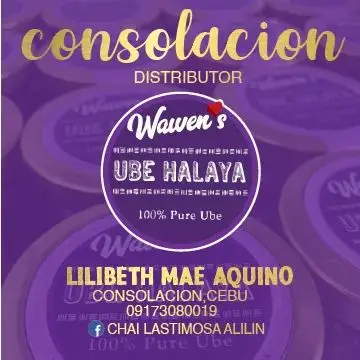 consolacion
DISTRIBUTOR
Wawen's
UBE HALAYA
100% Pure Ube
LILIBETH MAE AQUINO
CONSOLACION,CEBU
09173080019
CHAI LASTIMOSA ALILIN